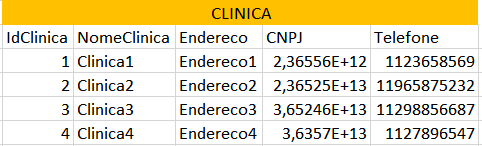 CLINICA
IdClinica NomeClinica Endereco CNPJ Telefone
1 Clinica1 Endereco1 2,36556E+12 1123658569
2 Clinica2 Endereco2 2,36525E+13 11965875232
3 Clinica3 Endereco3 3,65246E+13 11298856687
4 Clinica4 Endereco4 3,6357E+13 1127896547